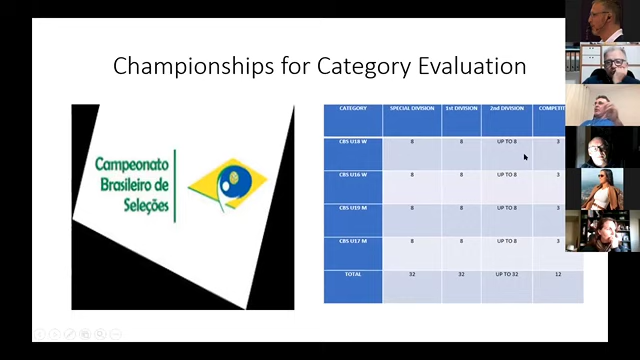 Championships for Category Evaluation
Campeonato
Brasileiro de
Seleções
CATEGORY SPECIAL DIVISION 1st DIVISION 2nd DIVISION
CBS U18 W 8 8 UP TO 8 3
CBS U16 W 8 8 UP TO 8 3
CBS U19 M 8 8 UP TO 8 3
CBS U17 M 8 8 UP TO 8 3
TOTAL 32 32 UP TO 32 12